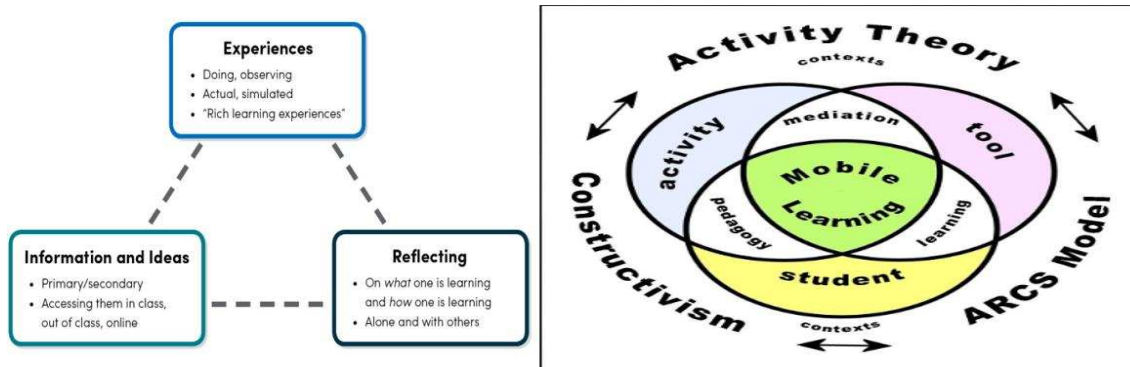 Experiences
• Doing, observing
• Actual, simulated
• "Rich learning experiences"
Information and Ideas
• Primary/secondary
• Accessing them in class,
out of class, online
Reflecting
• On what one is learning
and how one is learning
• Alone and with others
Activity Theory
contexts
activity
mediation
tool
Mobile
Learning
pedagogy
learning
student
Constructivism
ARCS Model
contexts